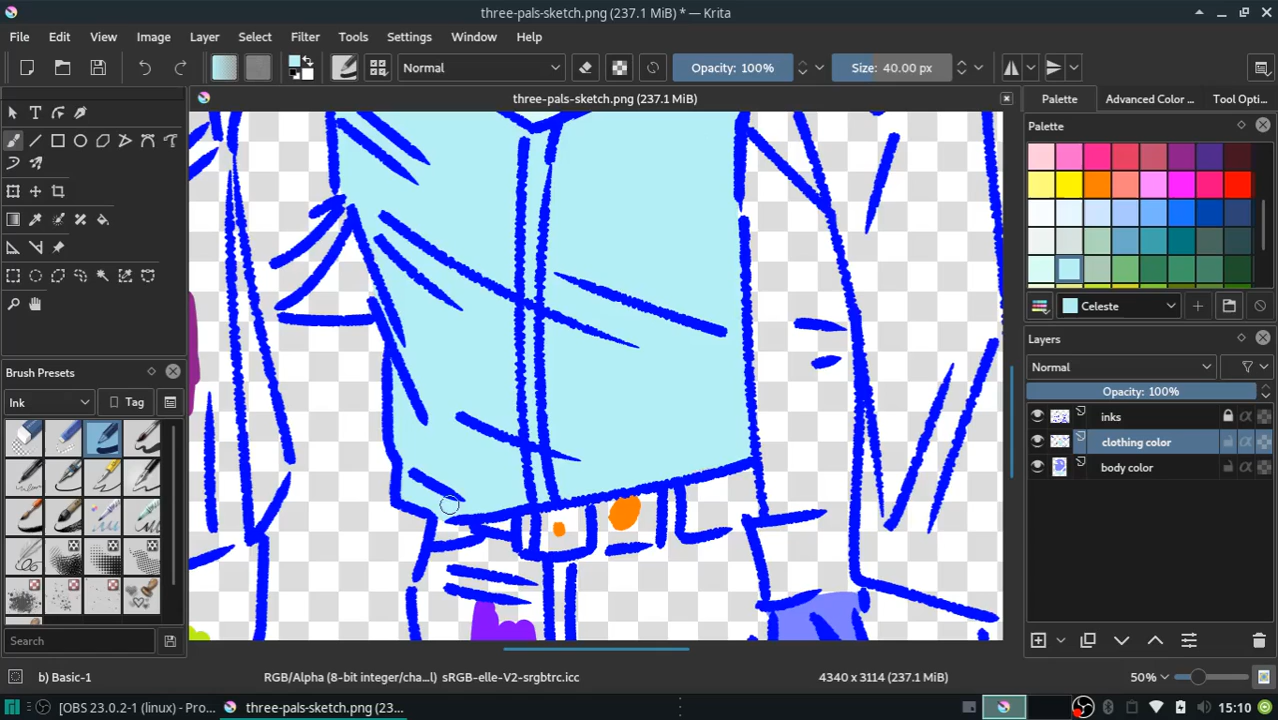 three-pals-sketch.png (237.1 MiB) * — Krita
File Edit View Image Layer Select Filter Tools Settings Window Help
Normal Opacity: 100% Size: 40.00 px
three-pals-sketch.png (237.1 MiB)
Palette Advanced Color ... Tool Opti...
Palette
Celeste
Layers
Normal
Opacity: 100%
inks
clothing color
body color
Brush Presets
Ink Tag
Search
b) Basic-1 RGB/Alpha (8-bit integer/cha...l) sRGB-elle-V2-srgbtrc.icc 4340 x 3114 (237.1 MiB) 50%
[OBS 23.0.2-1 (linux) - Pro... three-pals-sketch.png (23... 15:10